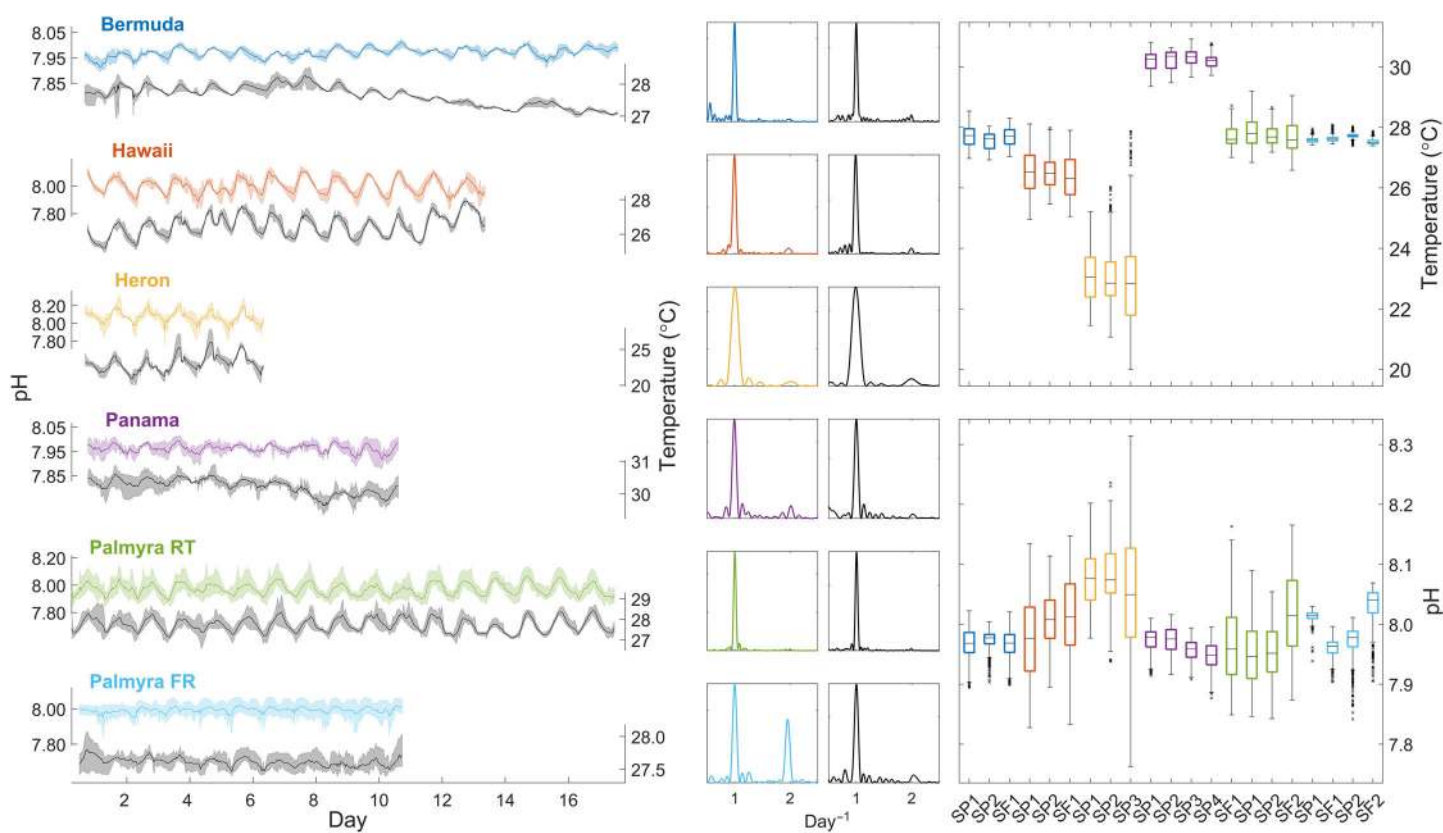 Bermuda
8.05
7.95
7.85
28
27
Hawaii
8.00
7.80
28
26
Heron
8.20
8.00
7.80
25
20
Panama
8.05
7.95
7.85
31
30
Palmyra RT
8.20
8.00
7.80
29
28
27
Palmyra FR
8.00
7.80
28.0
27.5
pH
Temperature (°C)
2 4 6 8 10 12 14 16
Day
1 2 1 2
Day⁻¹
30
28
26
24
22
20
Temperature (°C)
8.3
8.2
8.1
8.0
7.9
7.8
pH
SP1 SP2 SF1 SP1 SP2 SF1 SP1 SP2 SP3 SP1 SP2 SP3 SP4 SF1 SP1 SP2 SF2 SP1 SF1 SP2 SF2